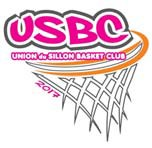 USBC
UNION du SILLON BASKET CLUB
2017